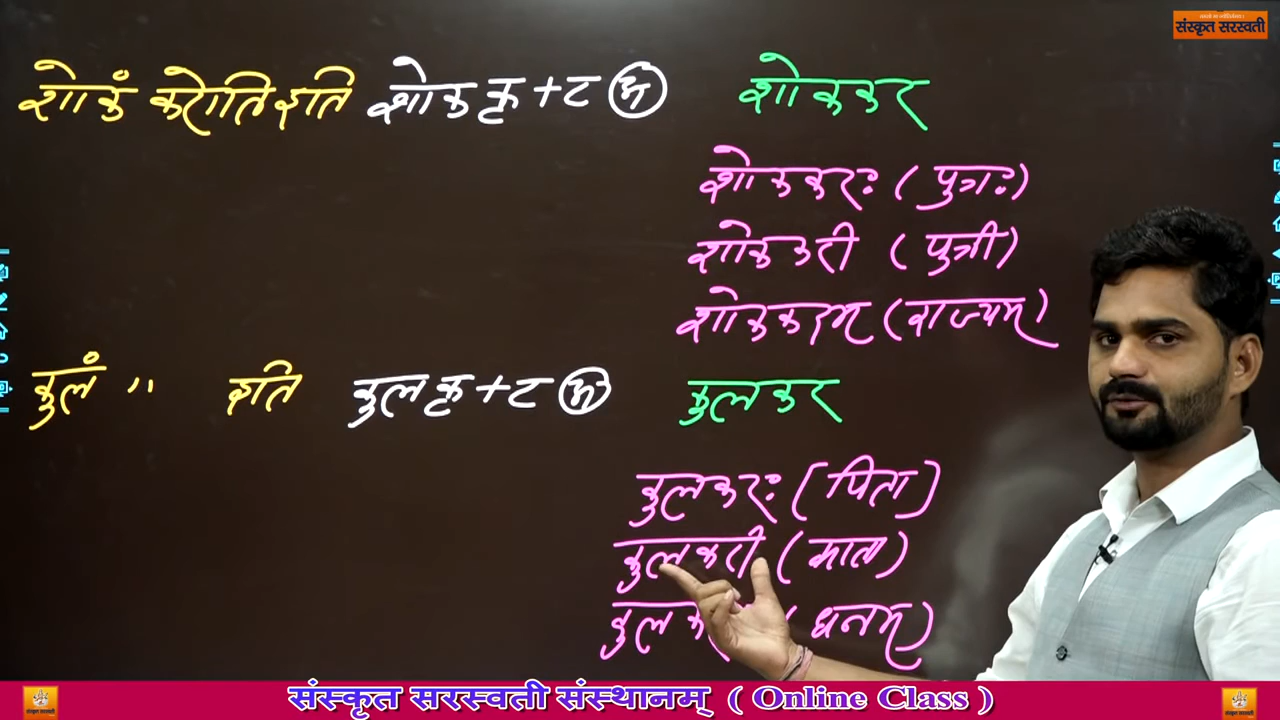 संस्कृत सरस्वती
शोकं करोति इति शोक कृ + ट (अ) शोककर
शोककरः (पुत्रः)
शोककरी (पुत्री)
शोककरम् (राज्यम्)
कुलं " इति कुल कृ + ट (अ) कुलकर
कुलकरः (पिता)
कुलकरी (माता)
कुलक धनम्)
संस्कृत सरस्वती संस्थानम् ( Online Class )